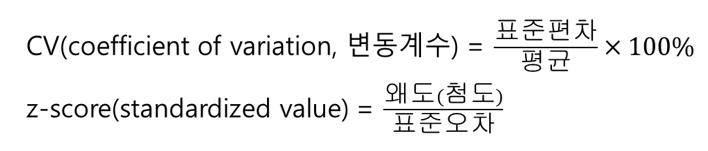 CV(coefficient of variation, 변동계수) = 표준편차/평균 × 100%
z-score(standardized value) = 왜도(첨도)/표준오차